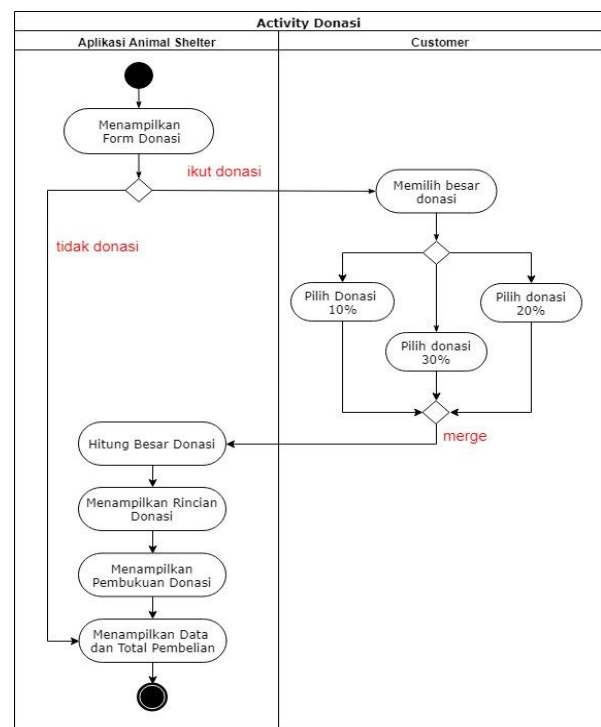 Activity Donasi
Aplikasi Animal Shelter
Customer
Menampilkan
Form Donasi
ikut donasi
Memilih besar
donasi
tidak donasi
Pilih Donasi
10%
Pilih donasi
20%
Pilih donasi
30%
merge
Hitung Besar Donasi
Menampilkan Rincian
Donasi
Menampilkan
Pembukuan Donasi
Menampilkan Data
dan Total Pembelian